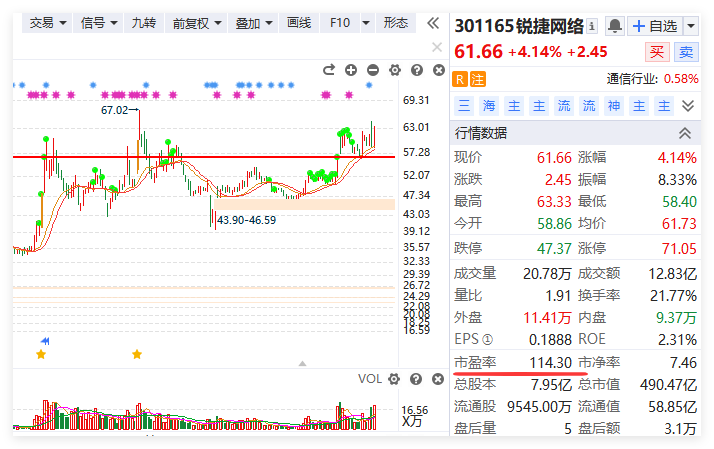 交易 信号 九转 前复权 叠加 画线 F10 形态
301165锐捷网络 自选
61.66 +4.14% +2.45 买 卖
R 注 通信行业: 0.58%
三 海 主 主 流 流 神 主 主
行情数据
现价 61.66 涨幅 4.14%
涨跌 2.45 振幅 8.33%
最高 63.33 最低 58.40
今开 58.86 均价 61.73
跌停 47.37 涨停 71.05
成交量 20.78万 成交额 12.83亿
量比 1.91 换手率 21.77%
外盘 11.41万 内盘 9.37万
EPS ① 0.1888 ROE 2.31%
市盈率 114.30 市净率 7.46
总股本 7.95亿 总市值 490.47亿
流通股 9545.00万 流通值 58.85亿
盘后量 5 盘后额 3.1万
67.02
43.90-46.59
69.31
63.01
57.28
52.07
47.34
43.03
39.12
35.57
32.33
29.39
26.72
24.29
22.08
20.08
18.25
16.59
VOL
16.56
X万